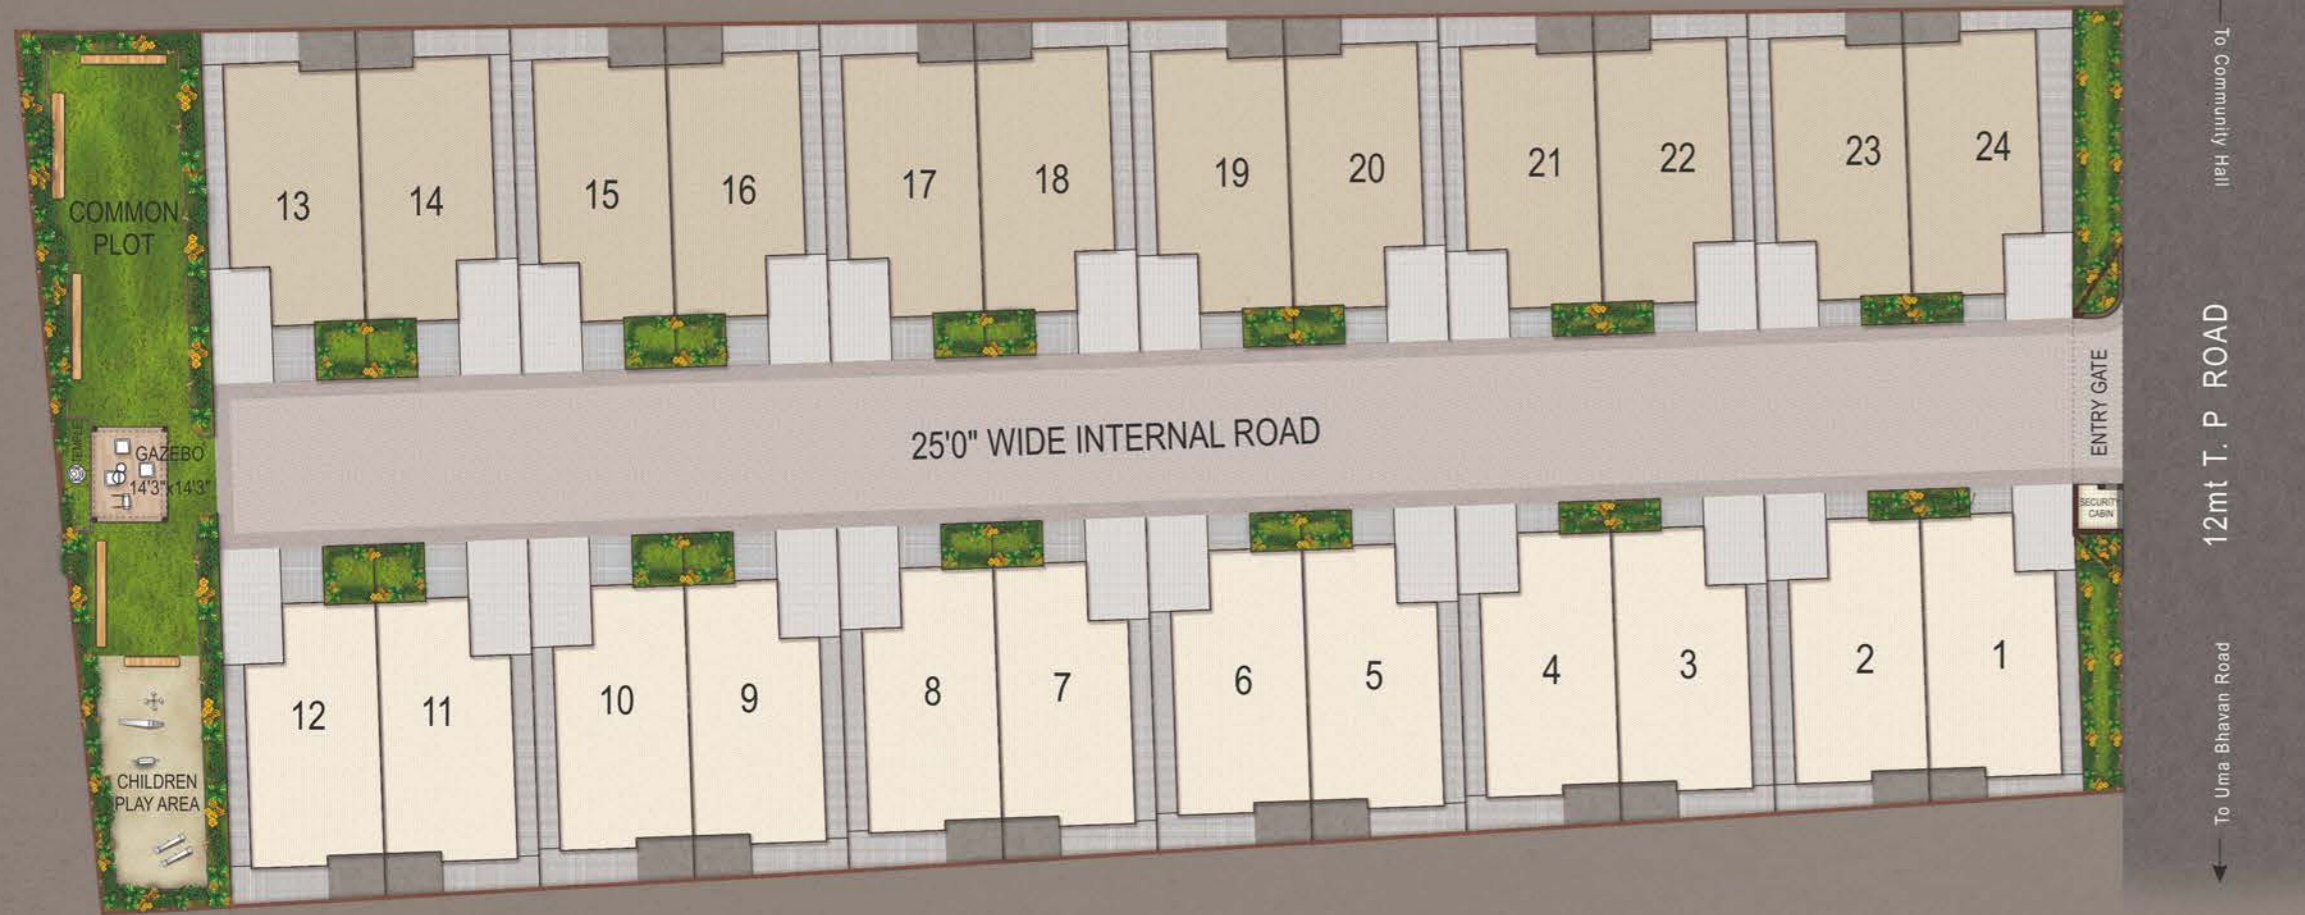 13
14
15
16
17
18
19
20
21
22
23
24
COMMON
PLOT
TEMPLE
GAZEBO
14'3"x14'3"
25'0" WIDE INTERNAL ROAD
ENTRY GATE
SECURITY
CABIN
12
11
10
9
8
7
6
5
4
3
2
1
CHILDREN
PLAY AREA
To Community Hall
12mt T. P ROAD
To Uma Bhavan Road